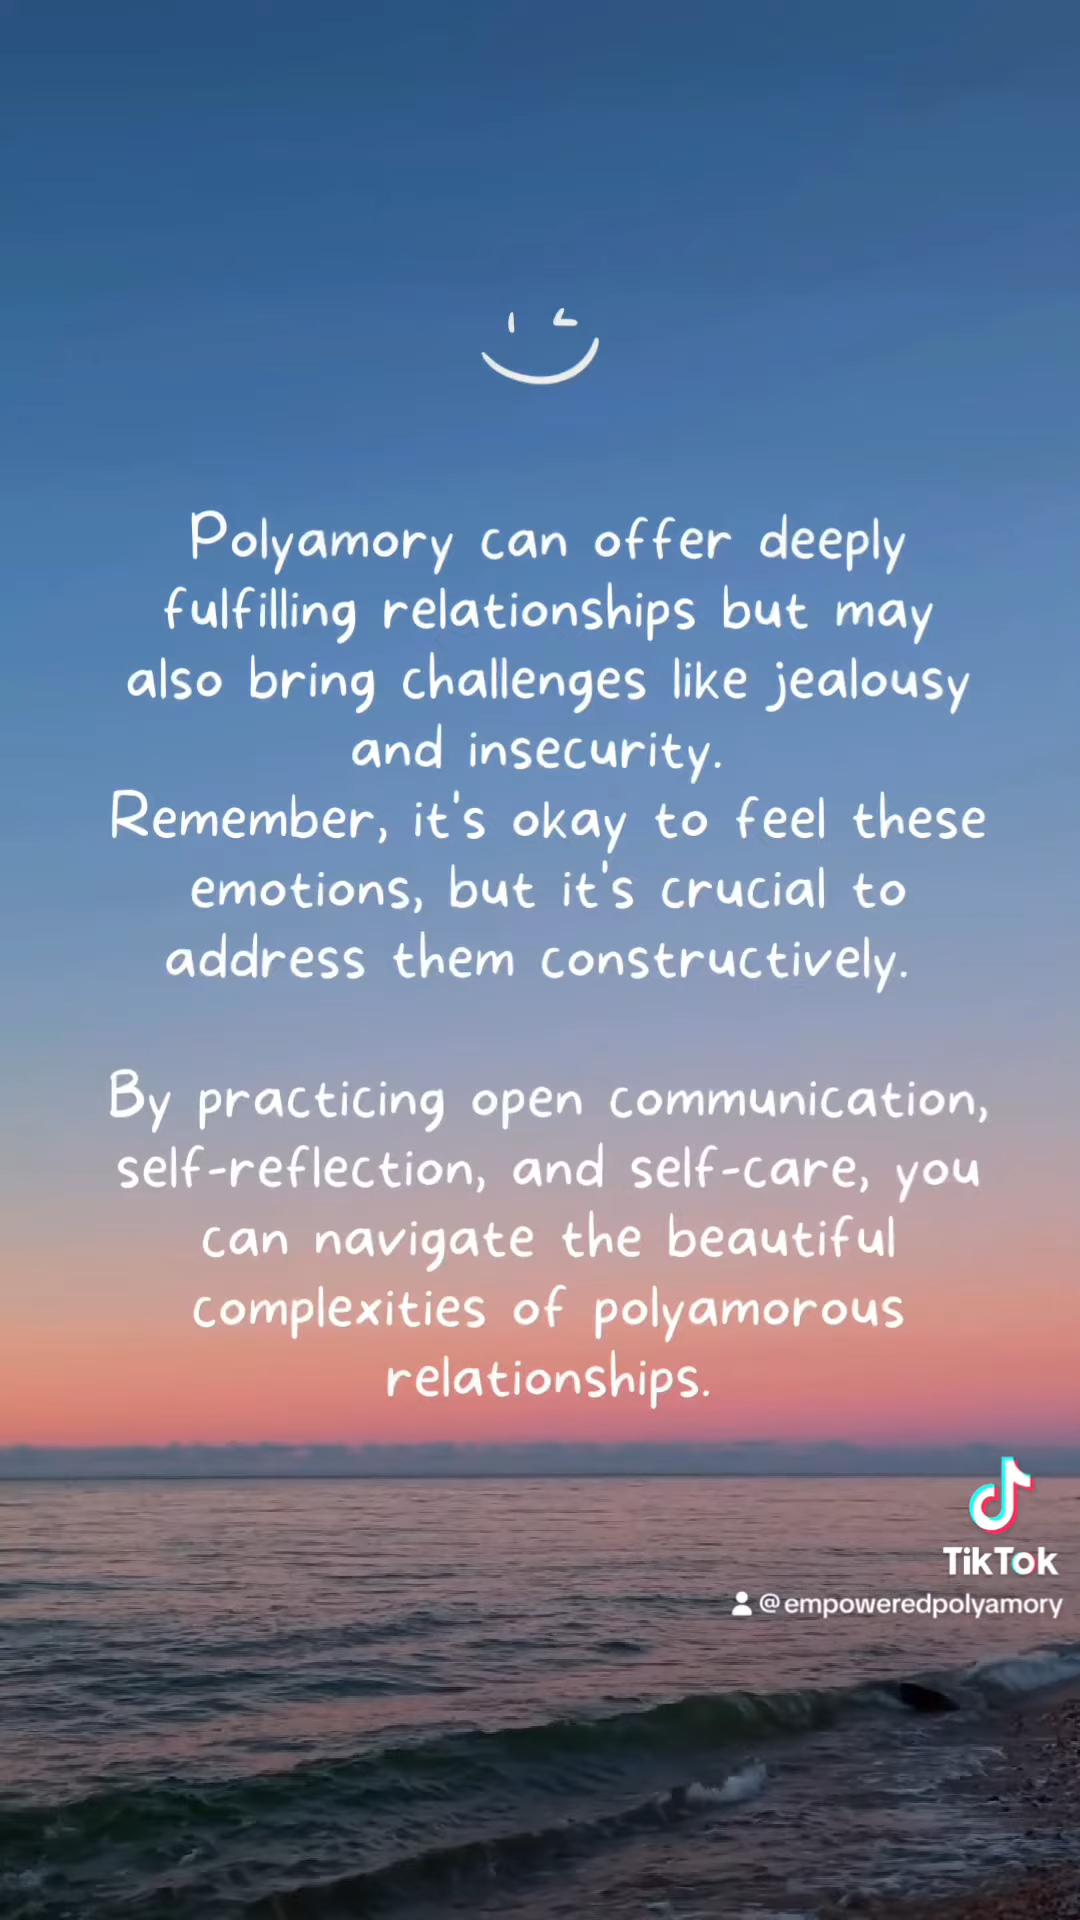 Polyamory can offer deeply
fulfilling relationships but may
also bring challenges like jealousy
and insecurity.
Remember, it's okay to feel these
emotions, but it's crucial to
address them constructively.
By practicing open communication,
self-reflection, and self-care, you
can navigate the beautiful
complexities of polyamorous
relationships.
TikTok
@empoweredpolyamory